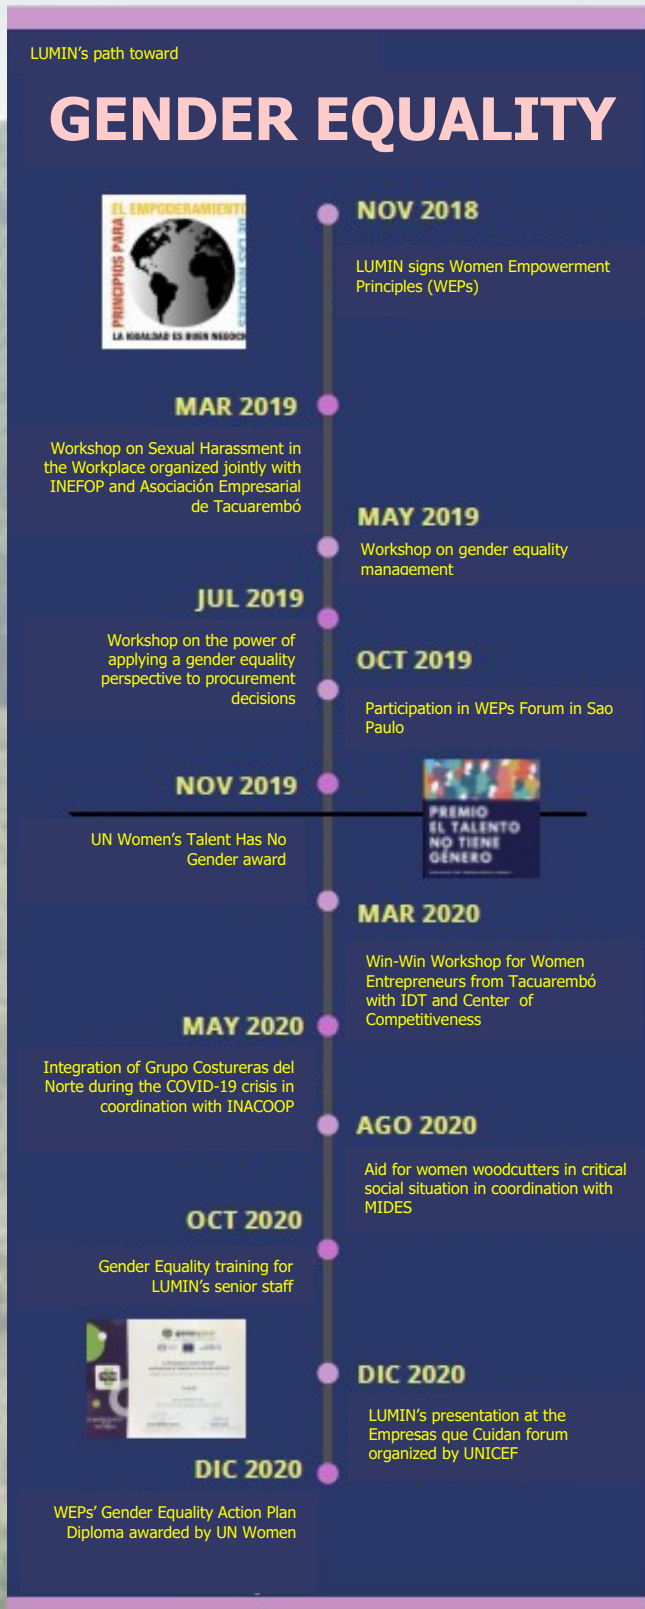 LUMIN’s path toward
GENDER EQUALITY
EL EMPODERAMIENTO
DE LAS MUJERES
PRINCIPIOS PARA
LA IGUALDAD ES BUEN NEGOCIO
NOV 2018
LUMIN signs Women Empowerment
Principles (WEPs)
MAR 2019
Workshop on Sexual Harassment in
the Workplace organized jointly with
INEFOP and Asociación Empresarial
de Tacuarembó
MAY 2019
Workshop on gender equality
management
JUL 2019
Workshop on the power of
applying a gender equality
perspective to procurement
decisions
OCT 2019
Participation in WEPs Forum in Sao
Paulo
NOV 2019
UN Women’s Talent Has No
Gender award
PREMIO
EL TALENTO
NO TIENE
GÉNERO
MAR 2020
Win-Win Workshop for Women
Entrepreneurs from Tacuarembó
with IDT and Center of
Competitiveness
MAY 2020
Integration of Grupo Costureras del
Norte during the COVID-19 crisis in
coordination with INACOOP
AGO 2020
Aid for women woodcutters in critical
social situation in coordination with
MIDES
OCT 2020
Gender Equality training for
LUMIN’s senior staff
DIC 2020
LUMIN’s presentation at the
Empresas que Cuidan forum
organized by UNICEF
DIC 2020
WEPs’ Gender Equality Action Plan
Diploma awarded by UN Women